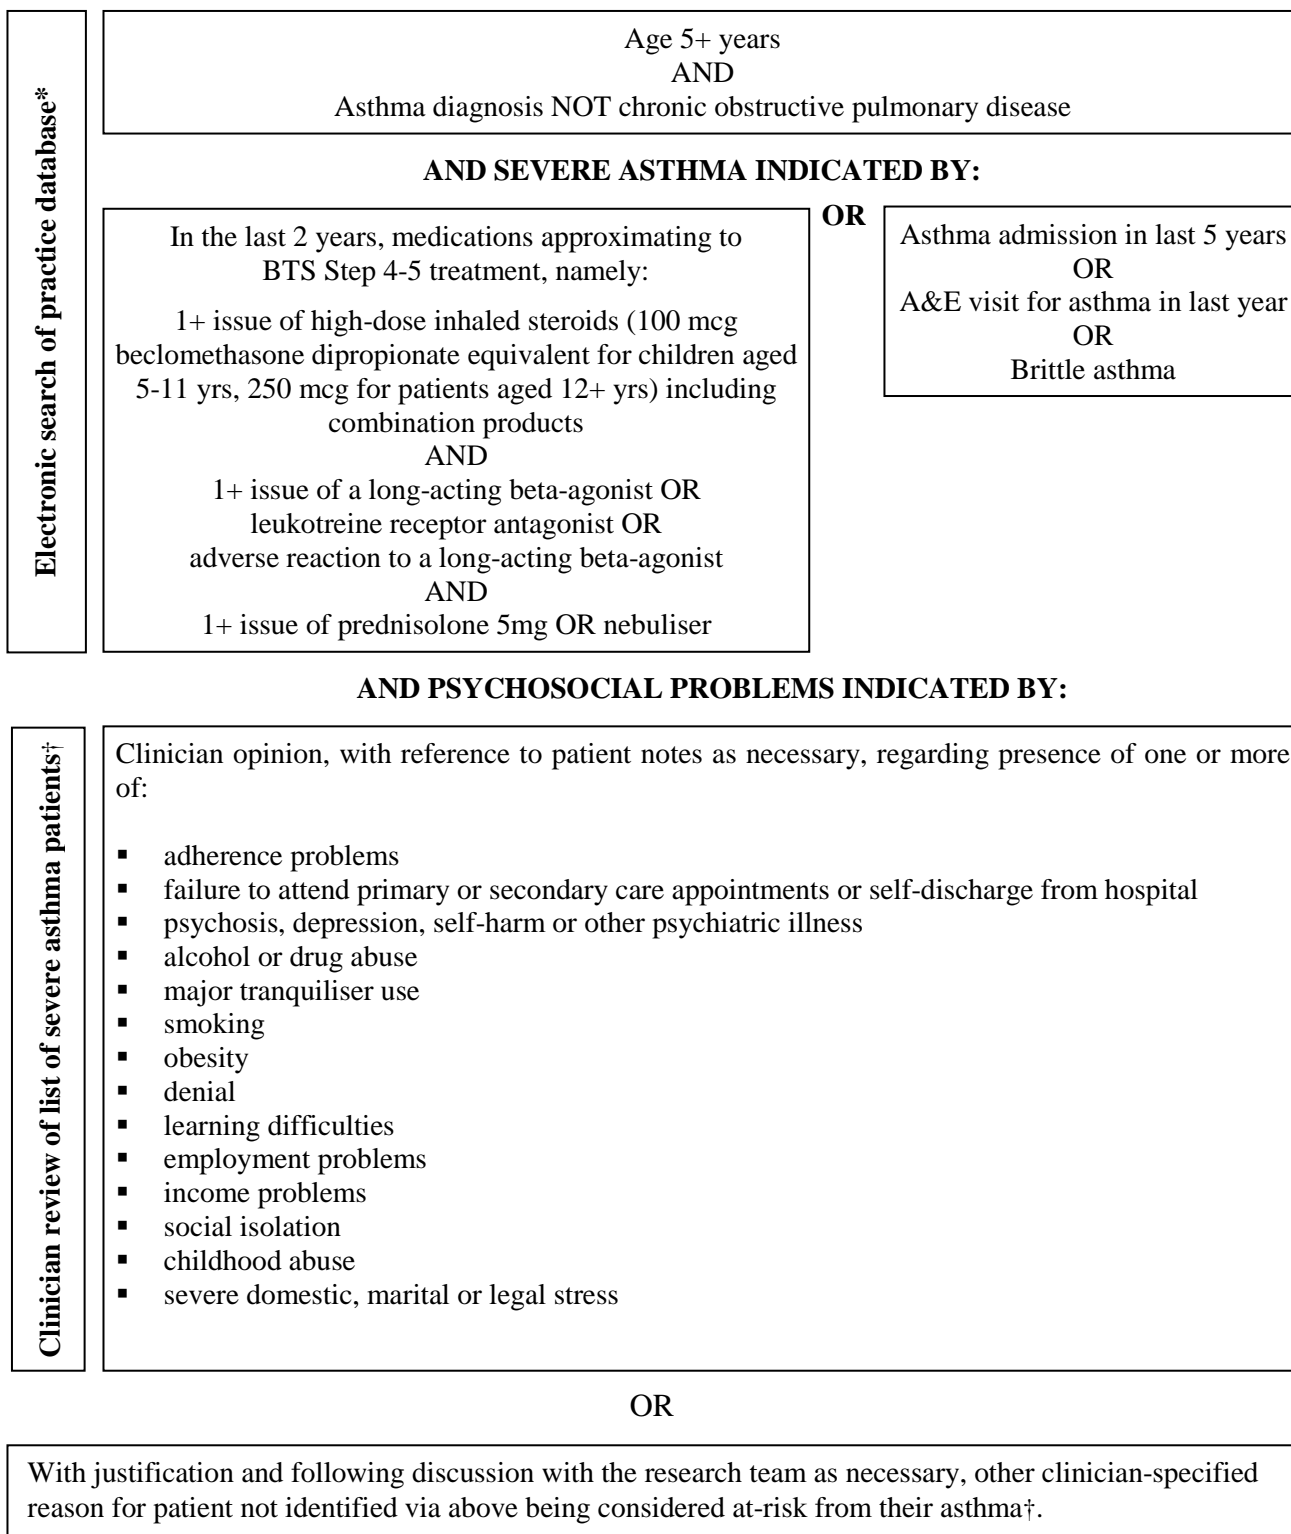 Electronic search of practice database*
Age 5+ years
AND
Asthma diagnosis NOT chronic obstructive pulmonary disease
AND SEVERE ASTHMA INDICATED BY:
In the last 2 years, medications approximating to
BTS Step 4-5 treatment, namely:
1+ issue of high-dose inhaled steroids (100 mcg
beclomethasone dipropionate equivalent for children aged
5-11 yrs, 250 mcg for patients aged 12+ yrs) including
combination products
AND
1+ issue of a long-acting beta-agonist OR
leukotreine receptor antagonist OR
adverse reaction to a long-acting beta-agonist
AND
1+ issue of prednisolone 5mg OR nebuliser
OR
Asthma admission in last 5 years
OR
A&E visit for asthma in last year
OR
Brittle asthma
AND PSYCHOSOCIAL PROBLEMS INDICATED BY:
Clinician review of list of severe asthma patients†
Clinician opinion, with reference to patient notes as necessary, regarding presence of one or more
of:
▪ adherence problems
▪ failure to attend primary or secondary care appointments or self-discharge from hospital
▪ psychosis, depression, self-harm or other psychiatric illness
▪ alcohol or drug abuse
▪ major tranquiliser use
▪ smoking
▪ obesity
▪ denial
▪ learning difficulties
▪ employment problems
▪ income problems
▪ social isolation
▪ childhood abuse
▪ severe domestic, marital or legal stress
OR
With justification and following discussion with the research team as necessary, other clinician-specified
reason for patient not identified via above being considered at-risk from their asthma†.